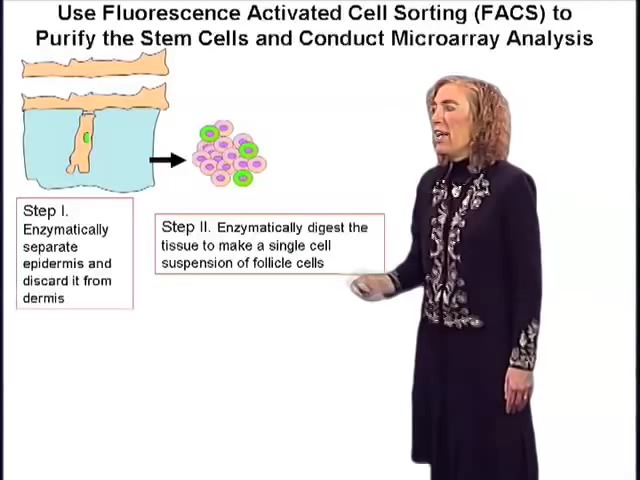 Use Fluorescence Activated Cell Sorting (FACS) to
Purify the Stem Cells and Conduct Microarray Analysis
Step I.
Enzymatically
separate
epidermis and
discard it from
dermis
Step II. Enzymatically digest the
tissue to make a single cell
suspension of follicle cells